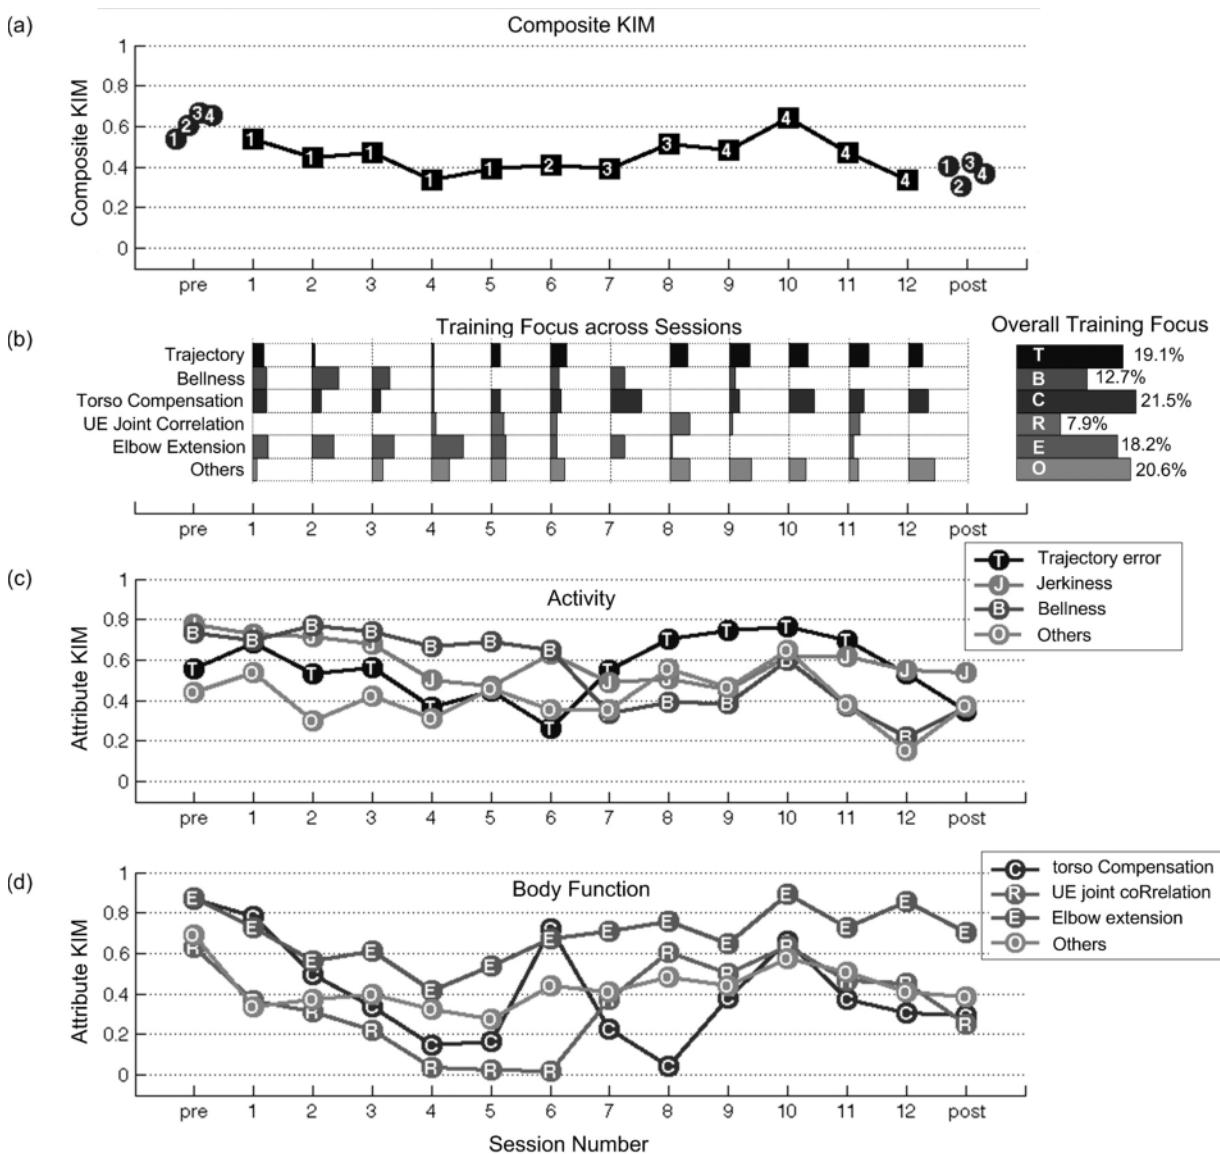 (a)
Composite KIM
Composite KIM
1
0.8
0.6
0.4
0.2
0
1 2 3 4
1 1 1 1 1 2 3 3 4 4 4 4
1 2 3 4
pre 1 2 3 4 5 6 7 8 9 10 11 12 post
(b)
Training Focus across Sessions
Trajectory
Bellness
Torso Compensation
UE Joint Correlation
Elbow Extension
Others
Overall Training Focus
T 19.1%
B 12.7%
C 21.5%
R 7.9%
E 18.2%
O 20.6%
pre 1 2 3 4 5 6 7 8 9 10 11 12 post
(c)
Activity
Attribute KIM
1
0.8
0.6
0.4
0.2
0
T Trajectory error
J Jerkiness
B Bellness
O Others
pre 1 2 3 4 5 6 7 8 9 10 11 12 post
(d)
Body Function
Attribute KIM
1
0.8
0.6
0.4
0.2
0
C torso Compensation
R UE joint coRrelation
E Elbow extension
O Others
pre 1 2 3 4 5 6 7 8 9 10 11 12 post
Session Number